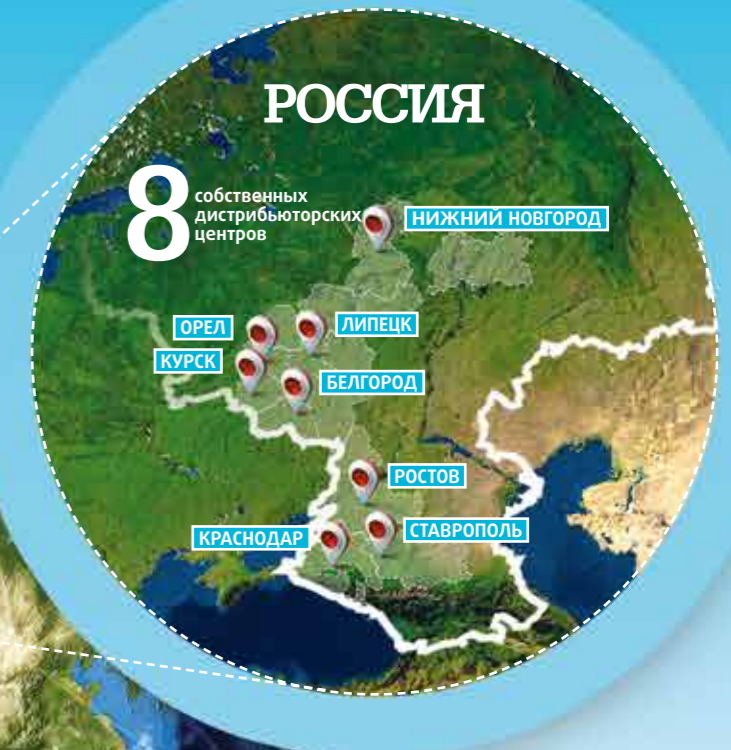 РОССИЯ
8
собственных
дистрибьюторских
центров
НИЖНИЙ НОВГОРОД
ОРЕЛ
ЛИПЕЦК
КУРСК
БЕЛГОРОД
РОСТОВ
КРАСНОДАР
СТАВРОПОЛЬ